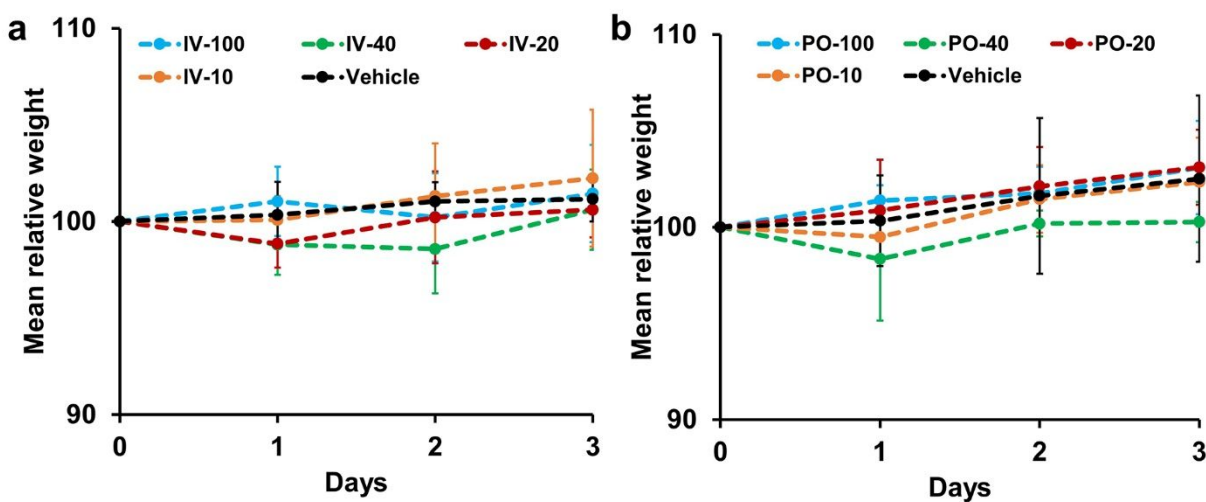 a
IV-100 IV-40 IV-20
IV-10 Vehicle
Mean relative weight
110
100
90
0 1 2 3
Days
b
PO-100 PO-40 PO-20
PO-10 Vehicle
Mean relative weight
110
100
90
0 1 2 3
Days